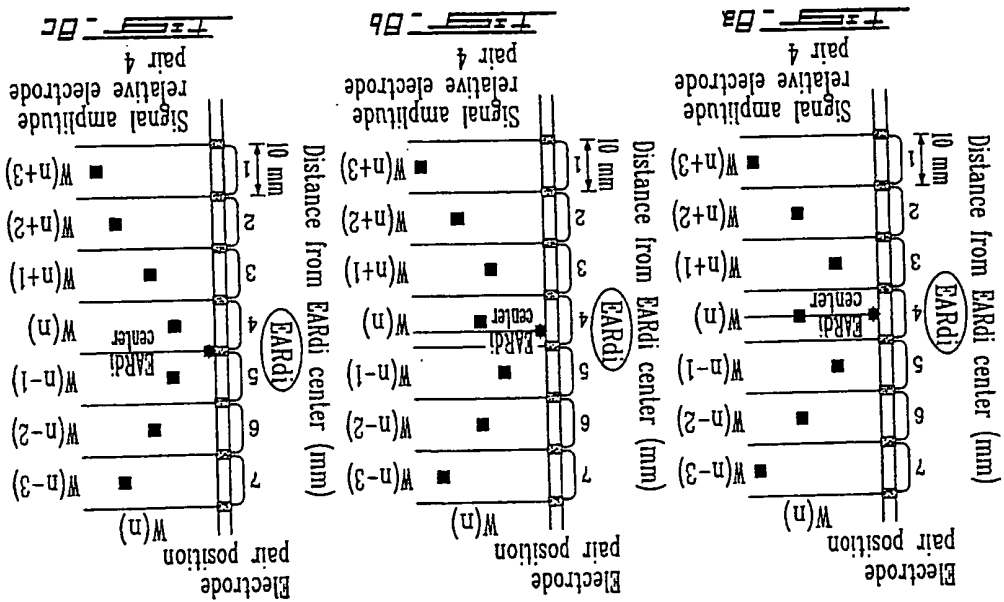 Electrode
pair position
W(n)
7 W(n-3)
6 W(n-2)
5 W(n-1)
EARdi
4 EARdi center W(n)
3 W(n+1)
2 W(n+2)
1 W(n+3)
10 mm
Distance from EARdi center (mm)
Signal amplitude
relative electrode
pair 4
Fig-8a
Electrode
pair position
W(n)
7 W(n-3)
6 W(n-2)
5 W(n-1)
EARdi
4 EARdi center W(n)
3 W(n+1)
2 W(n+2)
1 W(n+3)
10 mm
Distance from EARdi center (mm)
Signal amplitude
relative electrode
pair 4
Fig-8b
Electrode
pair position
W(n)
7 W(n-3)
6 W(n-2)
5 W(n-1)
EARdi
EARdi center
4 W(n)
3 W(n+1)
2 W(n+2)
1 W(n+3)
10 mm
Distance from EARdi center (mm)
Signal amplitude
relative electrode
pair 4
Fig-8c